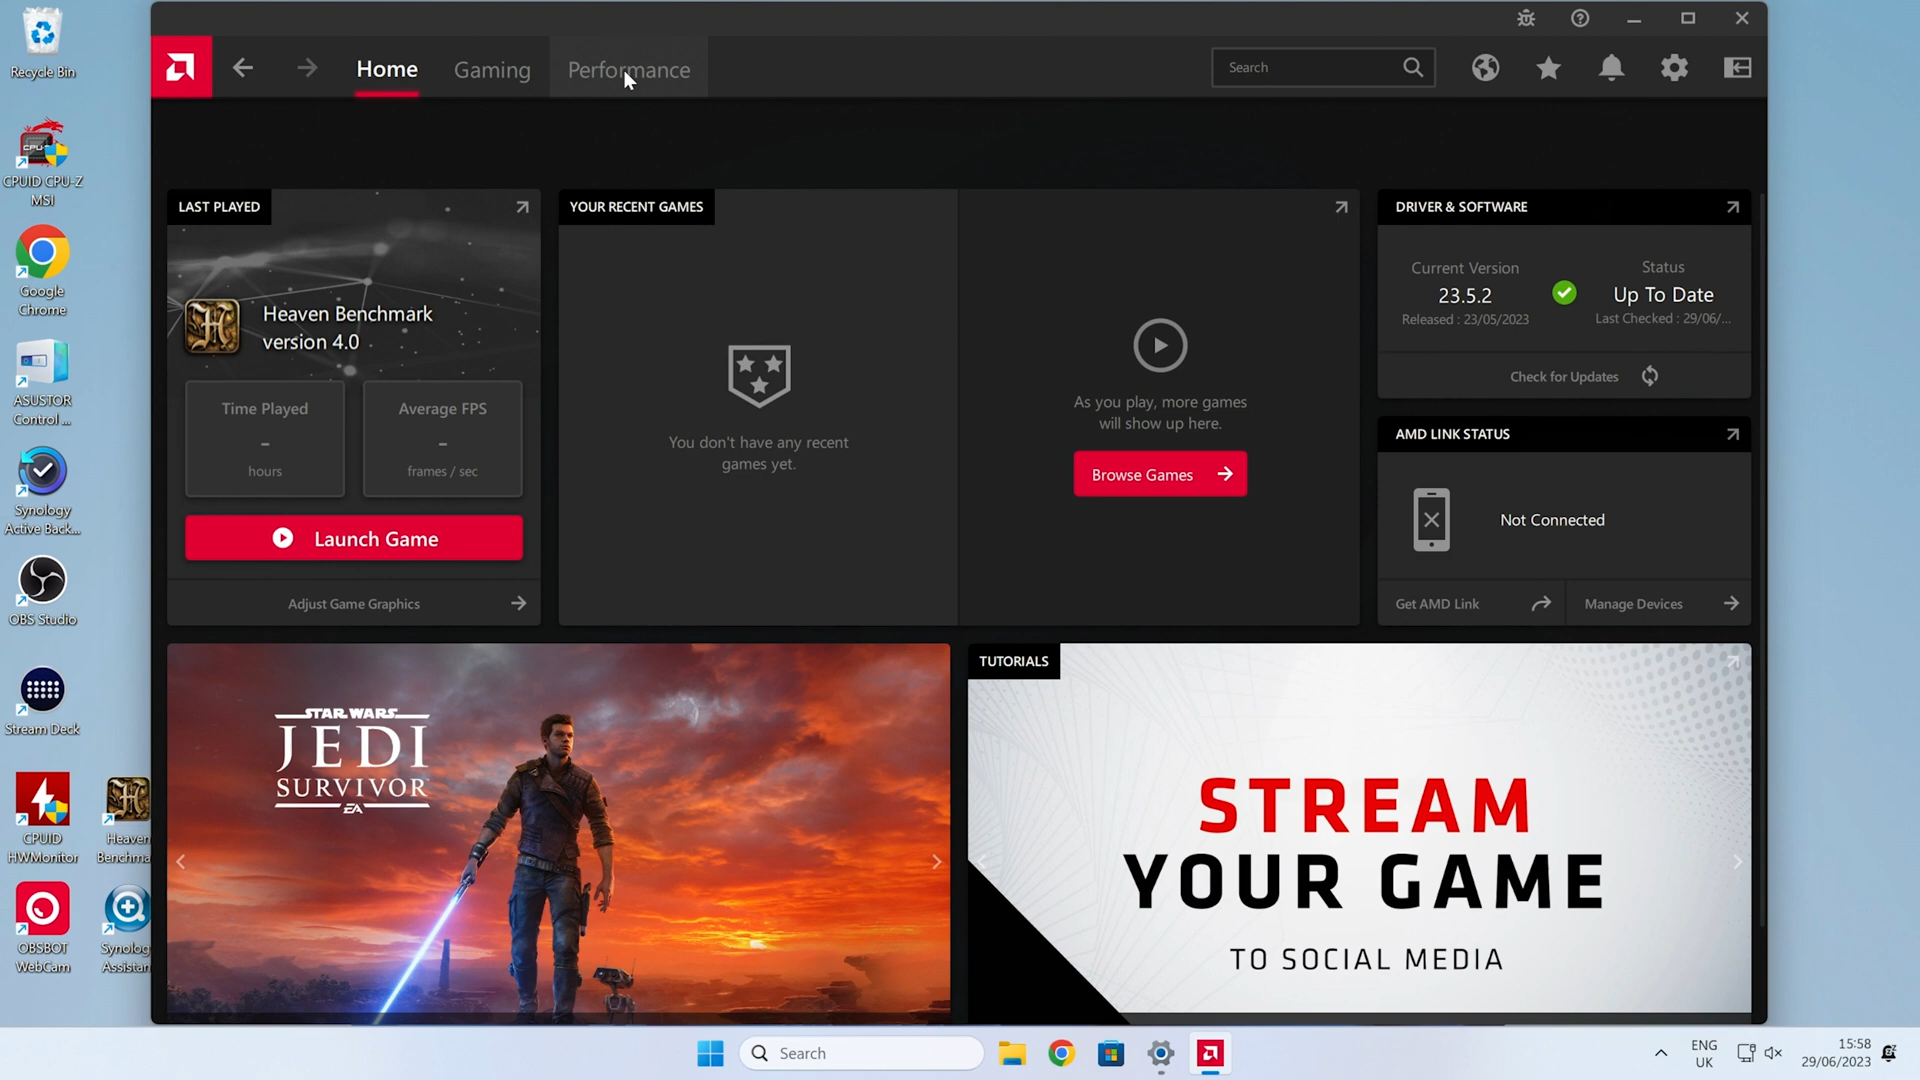 Recycle Bin
CPUID CPU-Z
MSI
Google
Chrome
ASUSTOR
Control ...
Synology
Active Back...
OBS Studio
Stream Deck
CPUID
HWMonitor
Heaven
Benchma
OBSBOT
WebCam
Synology
Assistan
Home
Gaming
Performance
Search
LAST PLAYED
Heaven Benchmark
version 4.0
Time Played
-
hours
Average FPS
-
frames / sec
Launch Game
Adjust Game Graphics
YOUR RECENT GAMES
You don't have any recent
games yet.
As you play, more games
will show up here.
Browse Games
DRIVER & SOFTWARE
Current Version
23.5.2
Released : 23/05/2023
Status
Up To Date
Last Checked : 29/06/...
Check for Updates
AMD LINK STATUS
Not Connected
Get AMD Link
Manage Devices
STAR WARS
JEDI
SURVIVOR
EA
TUTORIALS
STREAM
YOUR GAME
TO SOCIAL MEDIA
Search
ENG
UK
15:58
29/06/2023